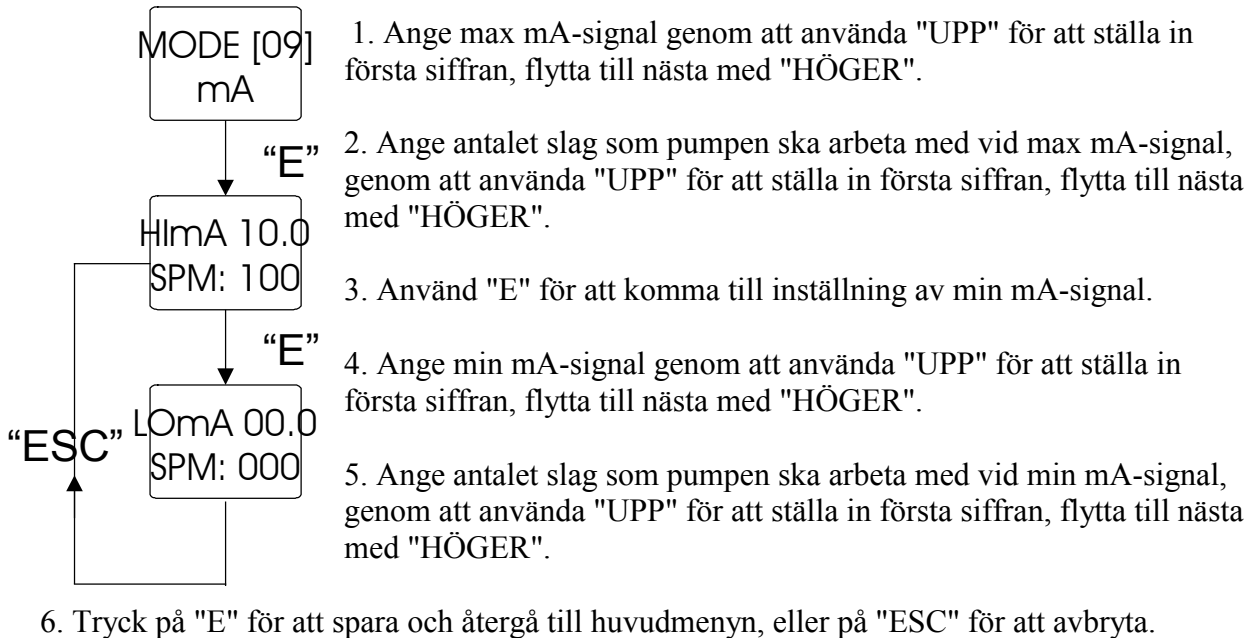 MODE [09]
mA
“E”
HImA 10.0
SPM: 100
“E”
LOmA 00.0
SPM: 000
“ESC”
1. Ange max mA-signal genom att använda "UPP" för att ställa in
första siffran, flytta till nästa med "HÖGER".
2. Ange antalet slag som pumpen ska arbeta med vid max mA-signal,
genom att använda "UPP" för att ställa in första siffran, flytta till nästa
med "HÖGER".
3. Använd "E" för att komma till inställning av min mA-signal.
4. Ange min mA-signal genom att använda "UPP" för att ställa in
första siffran, flytta till nästa med "HÖGER".
5. Ange antalet slag som pumpen ska arbeta med vid min mA-signal,
genom att använda "UPP" för att ställa in första siffran, flytta till nästa
med "HÖGER".
6. Tryck på "E" för att spara och återgå till huvudmenyn, eller på "ESC" för att avbryta.